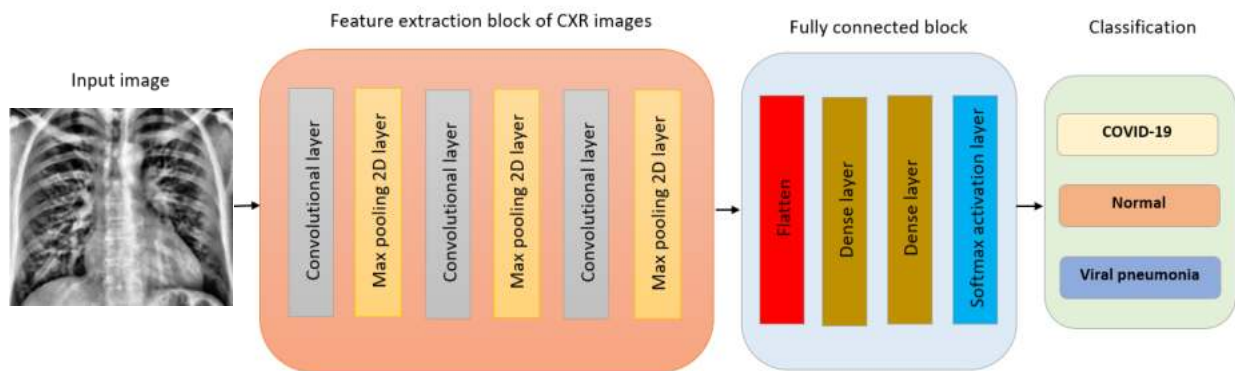 Feature extraction block of CXR images
Fully connected block
Classification
Input image
Convolutional layer
Max pooling 2D layer
Convolutional layer
Max pooling 2D layer
Convolutional layer
Max pooling 2D layer
Flatten
Dense layer
Dense layer
Softmax activation layer
COVID-19
Normal
Viral pneumonia